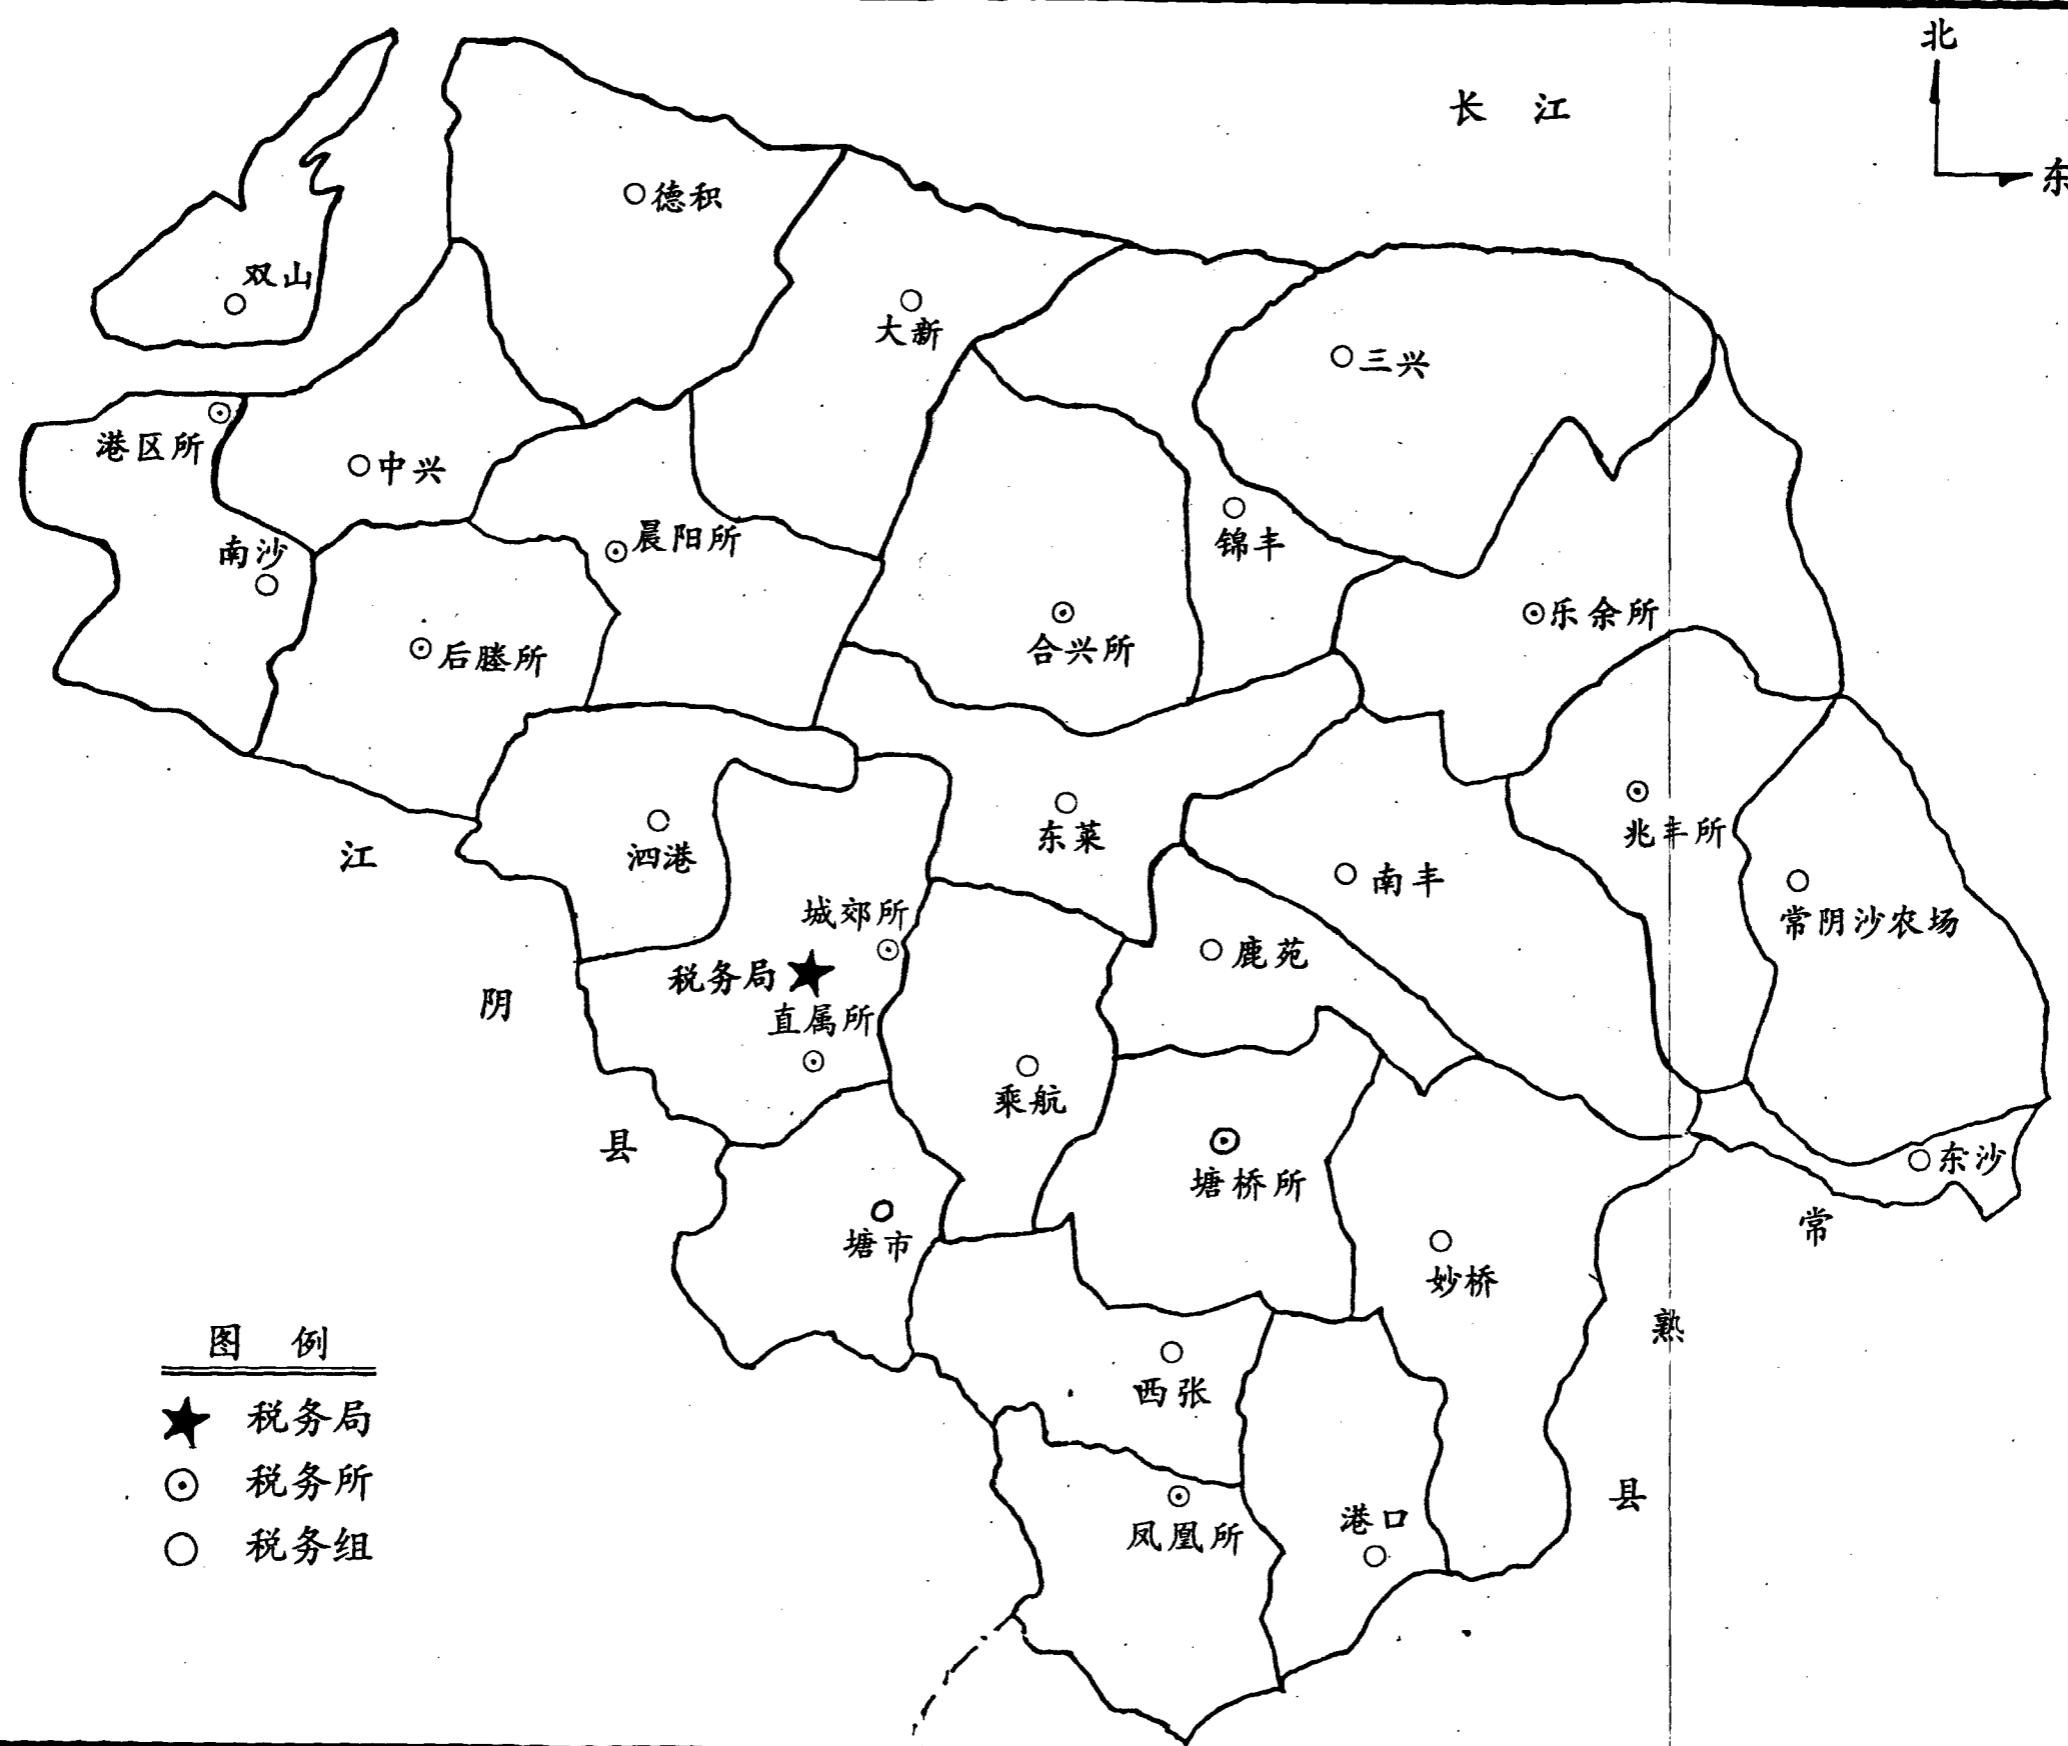 北
长 江
东
德积
双山
大新
三兴
港区所
中兴
晨阳所
锦丰
南沙
乐余所
后塍所
合兴所
兆丰所
东莱
江
泗港
南丰
城郊所
常阴沙农场
鹿苑
税务局
阴
直属所
乘航
县
东沙
塘桥所
常
塘市
妙桥
熟
图 例
西张
税务局
税务所
县
凤凰所
港口
税务组